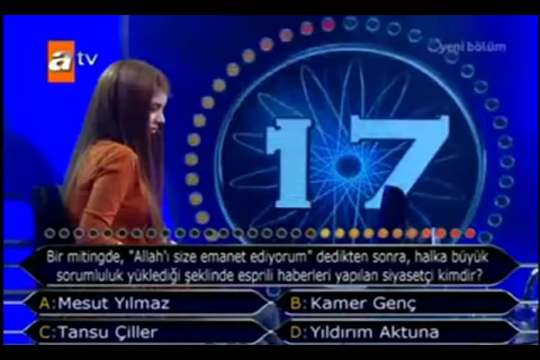 atv
yeni bölüm
17
Bir mitingde, "Allah'ı size emanet ediyorum" dedikten sonra, halka büyük
sorumluluk yüklediği şeklinde esprili haberleri yapılan siyasetçi kimdir?
A: Mesut Yılmaz
B: Kamer Genç
C: Tansu Çiller
D: Yıldırım Aktuna